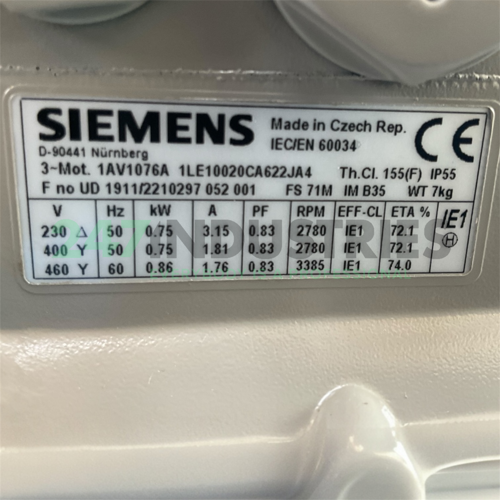 SIEMENS Made in Czech Rep. CE
D-90441 Nürnberg IEC/EN 60034
3~Mot. 1AV1076A 1LE10020CA622JA4 Th.Cl. 155(F) IP55
F no UD 1911/2210297 052 001 FS 71M IM B35 WT 7kg
V Hz kW A PF RPM EFF-CL ETA % IE1
230 △ 50 0.75 3.15 0.83 2780 IE1 72.1 H
400 Y 50 0.75 1.81 0.83 2780 IE1 72.1
460 Y 60 0.86 1.76 0.83 3385 IE1 74.0
247INDUSTRIES